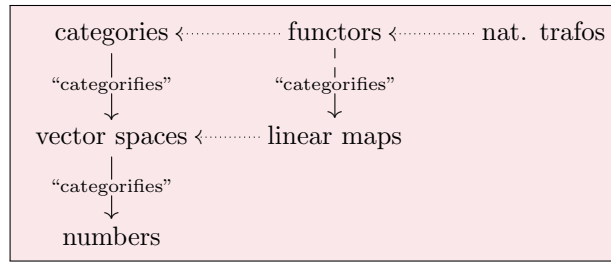 categories functors nat. trafos
“categorifies” “categorifies”
vector spaces linear maps
“categorifies”
numbers